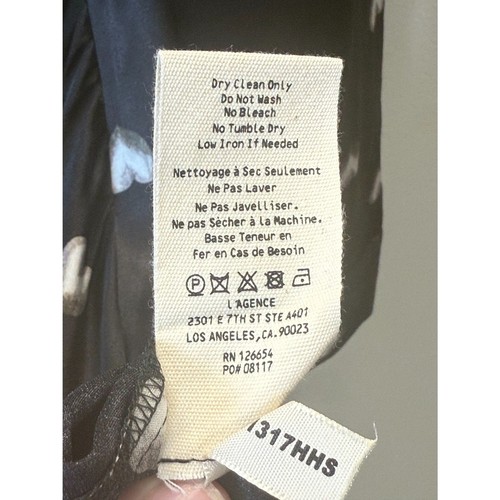 Dry Clean Only
Do Not Wash
No Bleach
No Tumble Dry
Low Iron If Needed
Nettoyage à Sec Seulement
Ne Pas Laver
Ne Pas Javelliser.
Ne pas Sècher à la Machine.
Basse Teneur en
Fer en Cas de Besoin
P
L'AGENCE
2301 E 7TH ST STE A401
LOS ANGELES, CA. 90023
RN 126654
PO# 08117
1317HHS